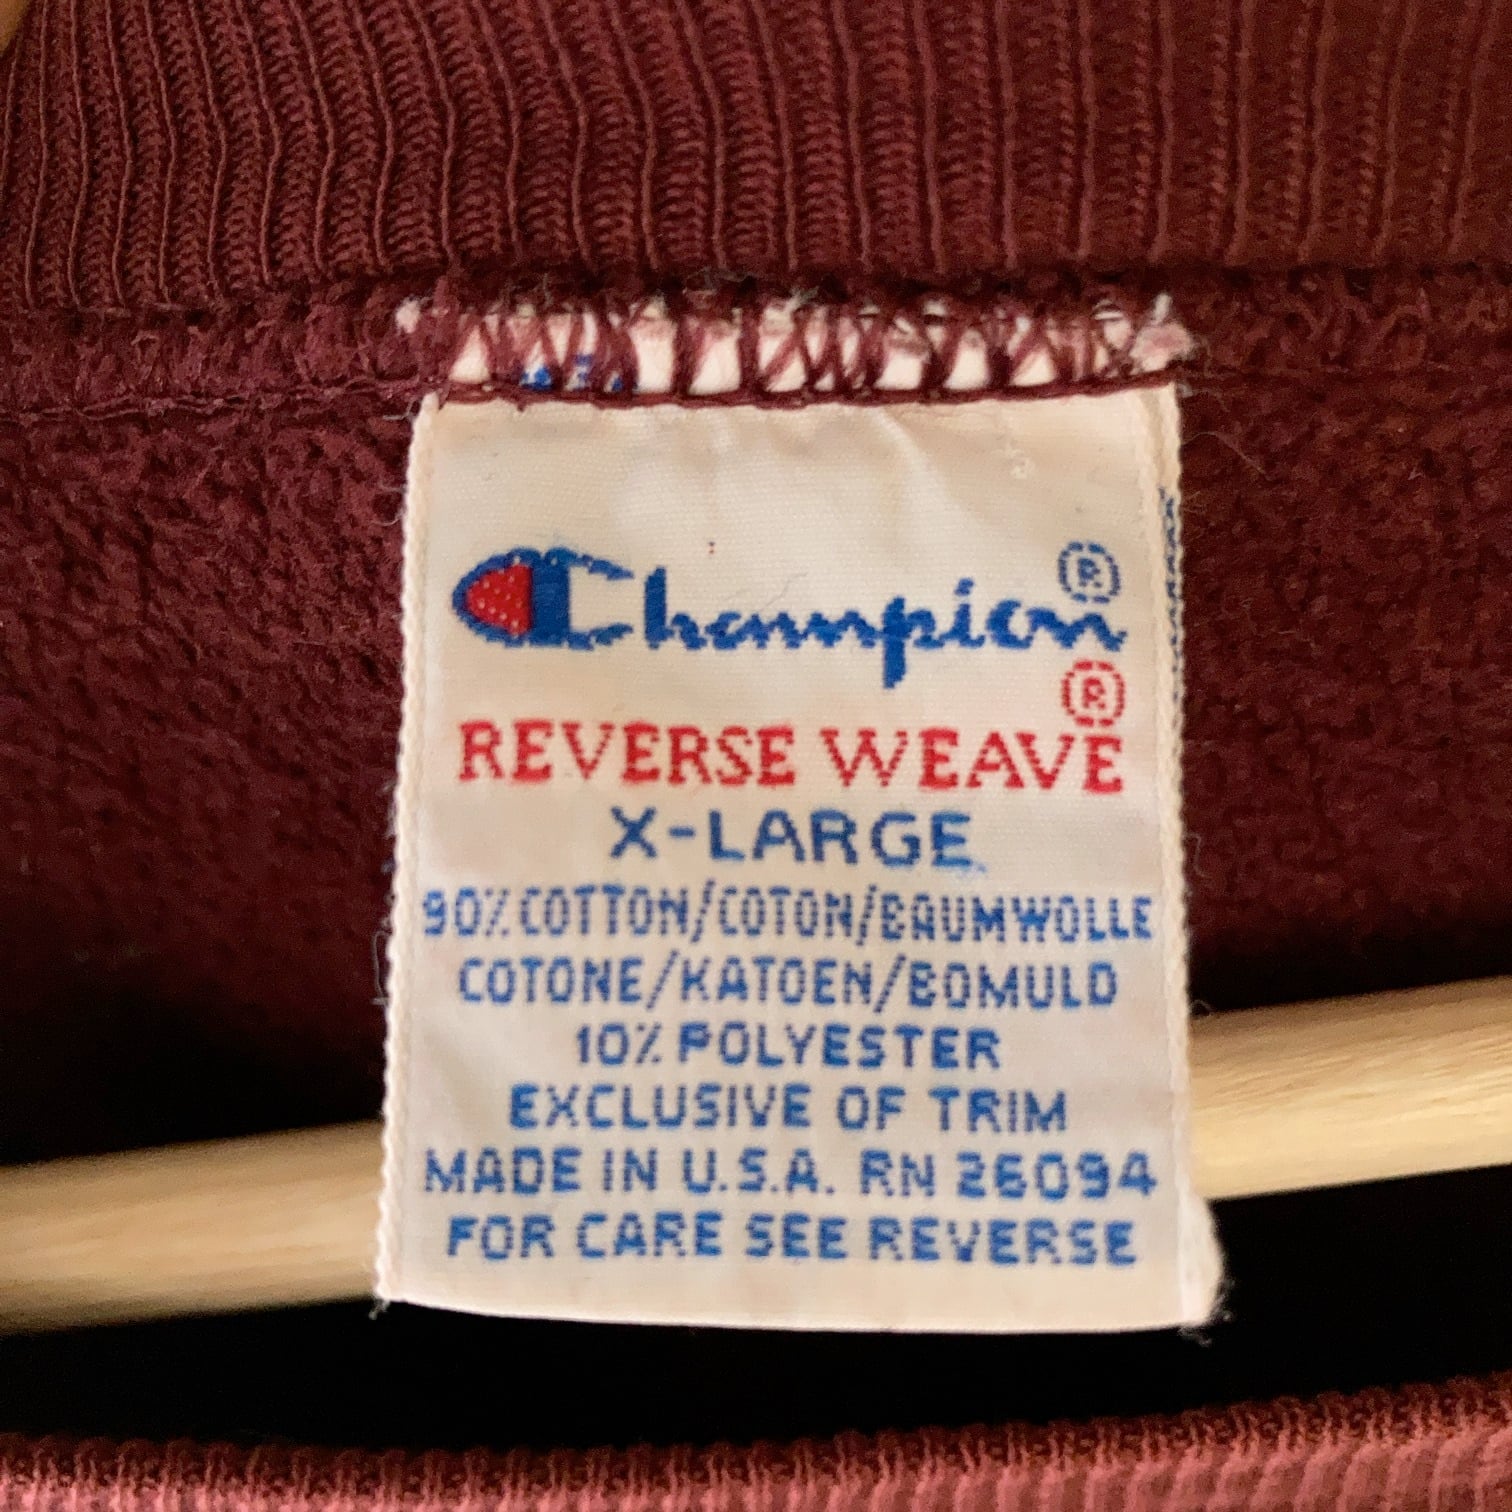 Champion®
REVERSE WEAVE®
X-LARGE
90% COTTON/COTON/BAUMWOLLE
COTONE/KATOEN/BOMULD
10% POLYESTER
EXCLUSIVE OF TRIM
MADE IN U.S.A. RN 26094
FOR CARE SEE REVERSE